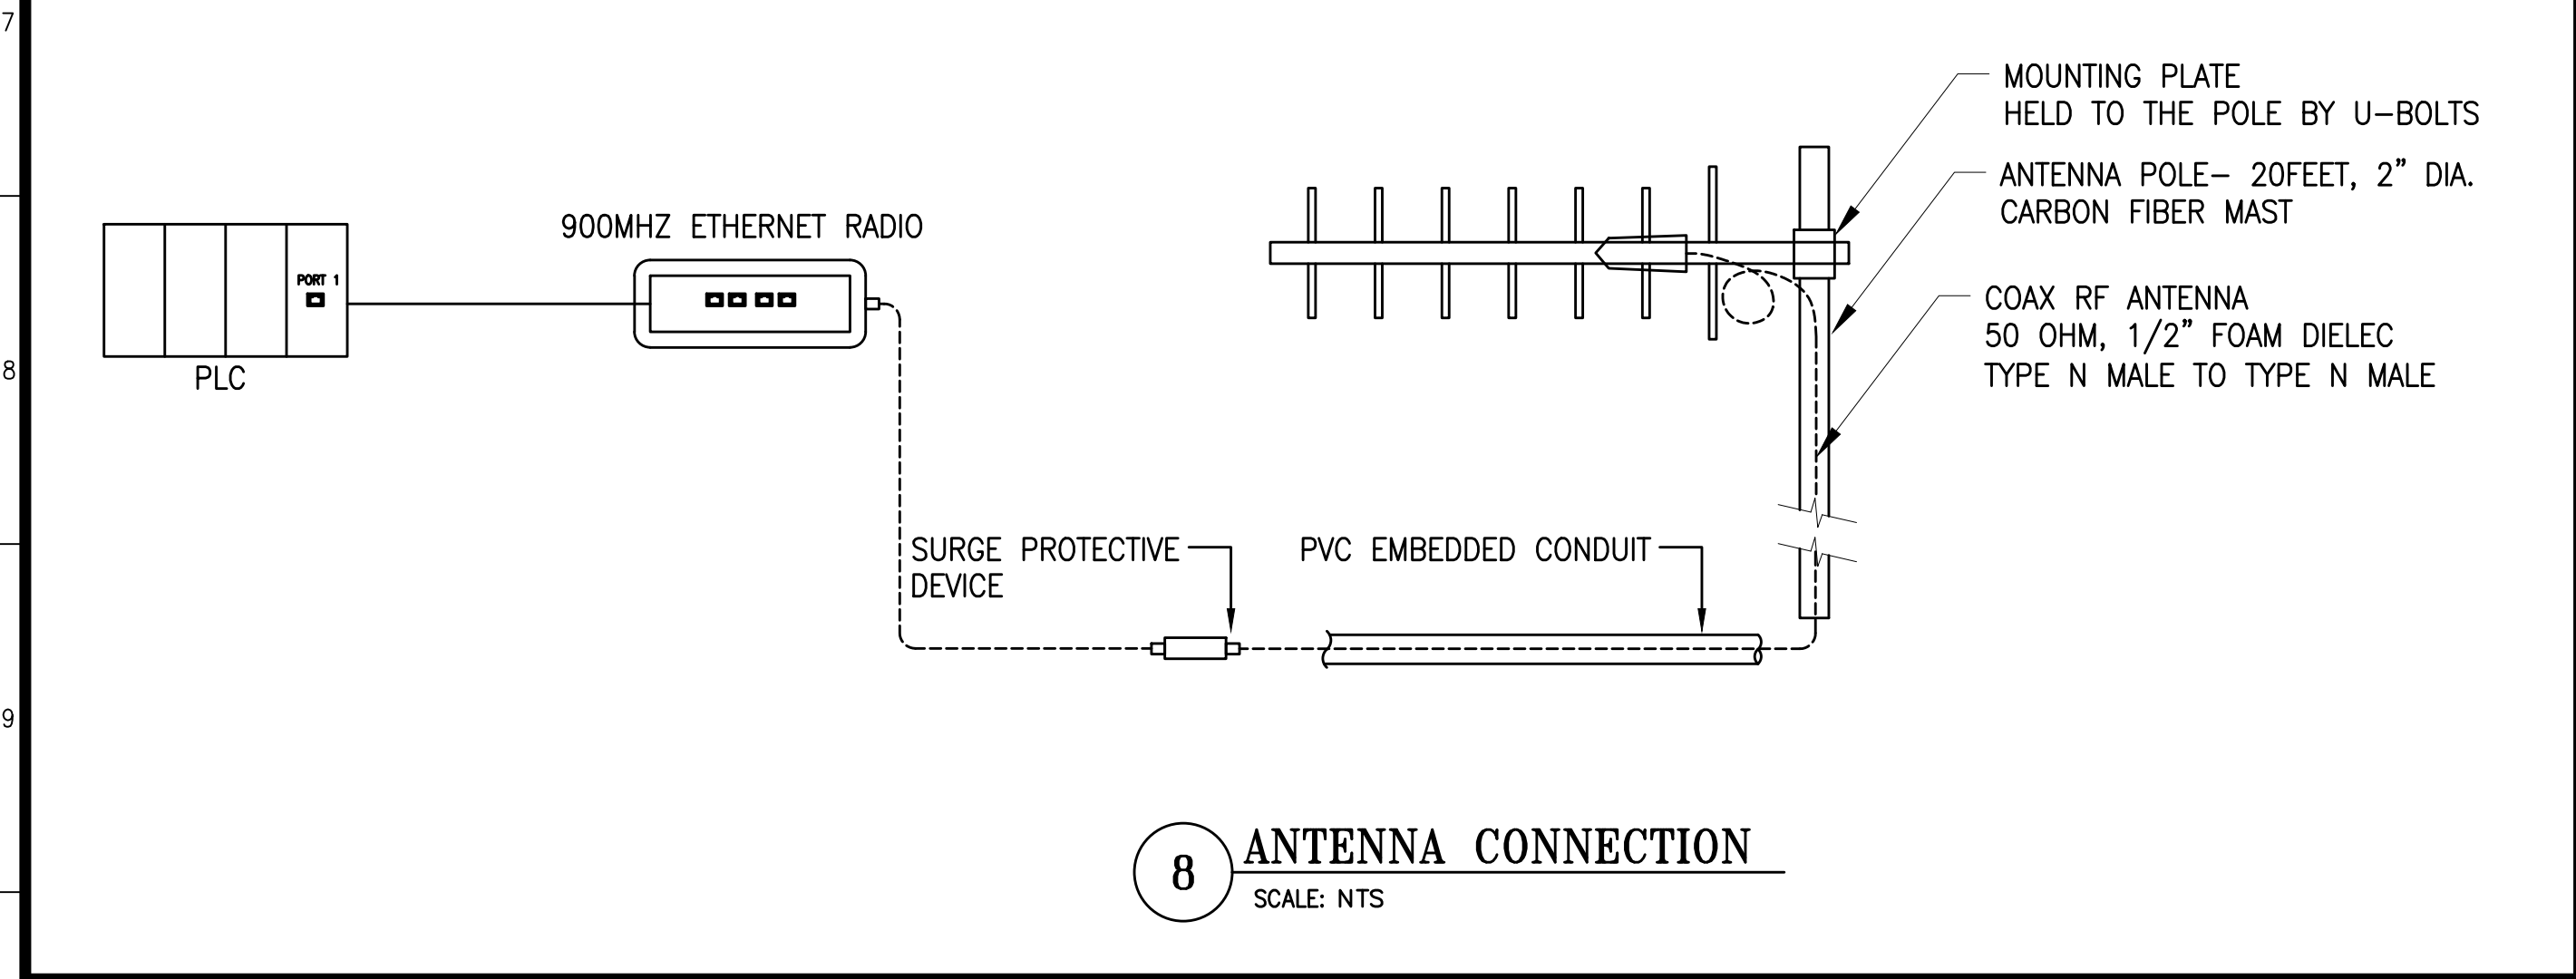 7
8
9
MOUNTING PLATE
HELD TO THE POLE BY U-BOLTS
ANTENNA POLE- 20FEET, 2" DIA.
CARBON FIBER MAST
900MHZ ETHERNET RADIO
PORT 1
PLC
COAX RF ANTENNA
50 OHM, 1/2" FOAM DIELEC
TYPE N MALE TO TYPE N MALE
SURGE PROTECTIVE
DEVICE
PVC EMBEDDED CONDUIT
8
ANTENNA CONNECTION
SCALE: NTS